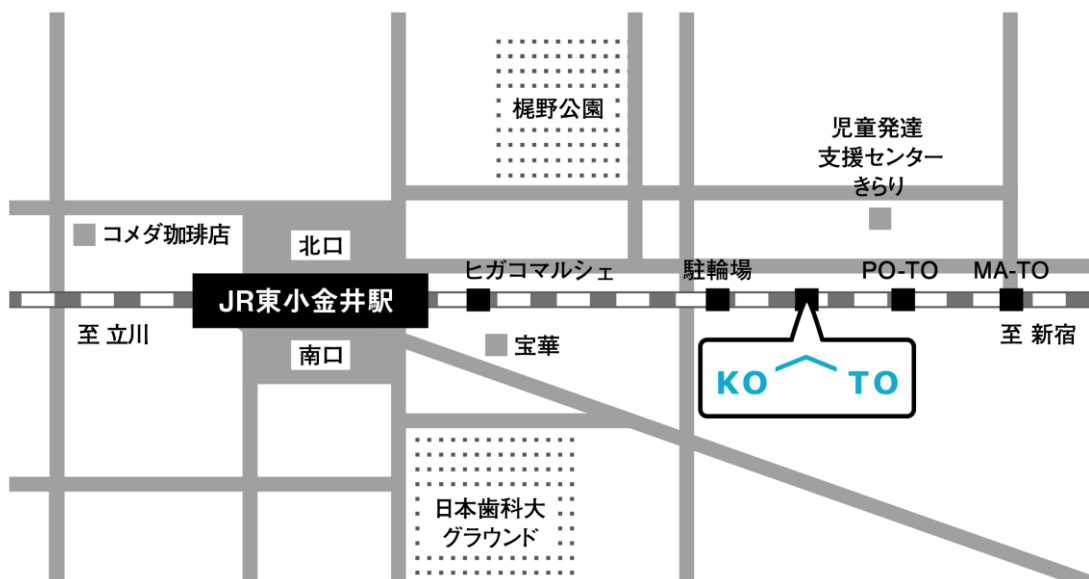 梶野公園
児童発達
支援センター
きらり
コメダ珈琲店
北口
ヒガコマルシェ
駐輪場
PO-TO
MA-TO
JR東小金井駅
至 立川
至 新宿
南口
宝華
KO TO
日本歯科大
グラウンド